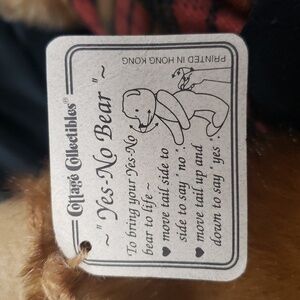 Cottage Collectibles®
~ "Yes-No Bear" ~
To bring your Yes-No
bear to life ~
♥ move tail side to
side to say ' no '
♥ move tail up and
down to say ' yes '
PRINTED IN HONG KONG